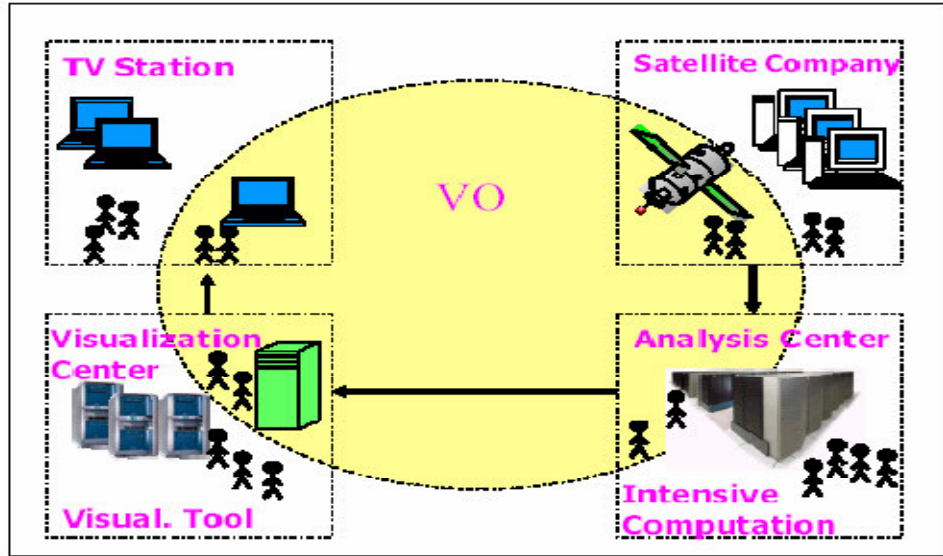 TV Station
Satellite Company
VO
Visualization
Center
Analysis Center
Visual. Tool
Intensive
Computation